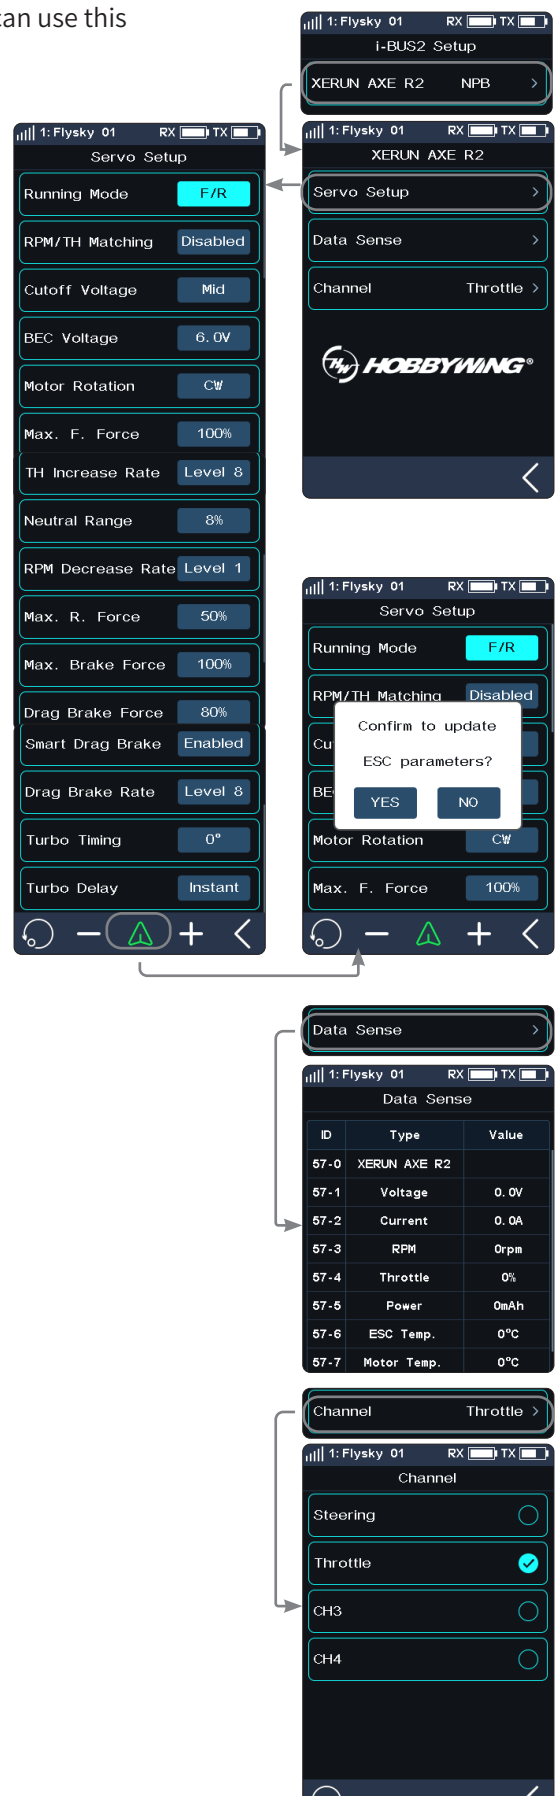 can use this
1: Flysky 01 RX TX
i-BUS2 Setup
XERUN AXE R2 NPB >
1: Flysky 01 RX TX
XERUN AXE R2
Servo Setup >
Data Sense >
Channel Throttle >
HW HOBBYWING®
1: Flysky 01 RX TX
Servo Setup
Running Mode F/R
RPM/TH Matching Disabled
Cutoff Voltage Mid
BEC Voltage 6.0V
Motor Rotation CW
Max. F. Force 100%
TH Increase Rate Level 8
Neutral Range 8%
RPM Decrease Rate Level 1
Max. R. Force 50%
Max. Brake Force 100%
Drag Brake Force 80%
Smart Drag Brake Enabled
Drag Brake Rate Level 8
Turbo Timing 0°
Turbo Delay Instant
1: Flysky 01 RX TX
Servo Setup
Running Mode F/R
RPM/TH Matching Disabled
Confirm to update
ESC parameters?
YES NO
Cu
BE
Motor Rotation CW
Max. F. Force 100%
Data Sense >
1: Flysky 01 RX TX
Data Sense
ID Type Value
57-0 XERUN AXE R2
57-1 Voltage 0.0V
57-2 Current 0.0A
57-3 RPM 0rpm
57-4 Throttle 0%
57-5 Power 0mAh
57-6 ESC Temp. 0°C
57-7 Motor Temp. 0°C
Channel Throttle >
1: Flysky 01 RX TX
Channel
Steering
Throttle
CH3
CH4